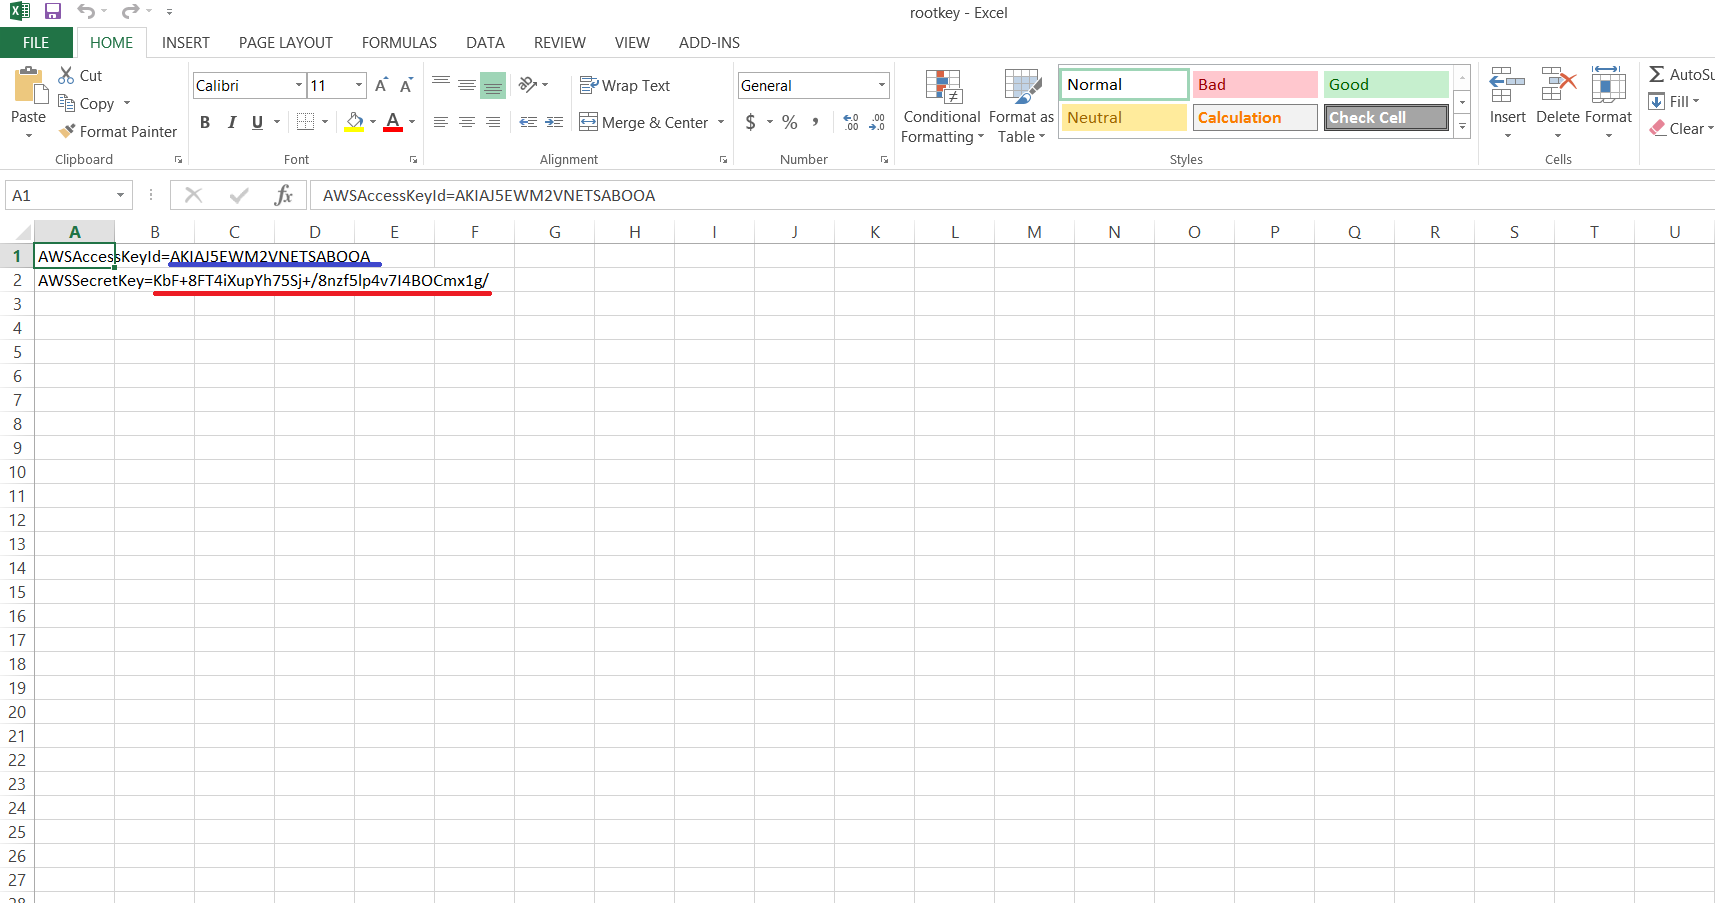 rootkey - Excel
FILE HOME INSERT PAGE LAYOUT FORMULAS DATA REVIEW VIEW ADD-INS
Paste
Cut
Copy
Format Painter
Clipboard
Calibri 11
B I U
Font
Wrap Text
Merge & Center
Alignment
General
$ % ,
Number
Conditional Formatting
Format as Table
Normal Bad Good
Neutral Calculation Check Cell
Styles
Insert Delete Format
Cells
AutoSu
Fill
Clear
A1 fx AWSAccessKeyId=AKIAJ5EWM2VNETSABOOA
A B C D E F G H I J K L M N O P Q R S T U
1 AWSAccessKeyId=AKIAJ5EWM2VNETSABOOA
2 AWSSecretKey=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
3
4
5
6
7
8
9
10
11
12
13
14
15
16
17
18
19
20
21
22
23
24
25
26
27